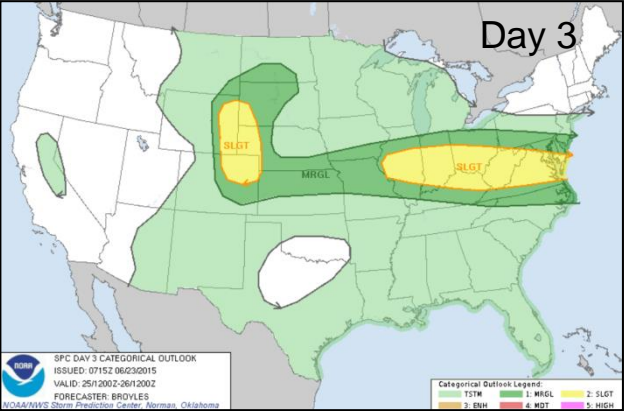 Day 3
SLGT
MRGL
SLGT
NOAA
SPC DAY 3 CATEGORICAL OUTLOOK
ISSUED: 0715Z 06/23/2015
VALID: 25/1200Z-26/1200Z
FORECASTER: BROYLES
NOAA/NWS Storm Prediction Center, Norman, Oklahoma
Categorical Outlook Legend:
TSTM 1: MRGL 2: SLGT
3: ENH 4: MDT 5: HIGH